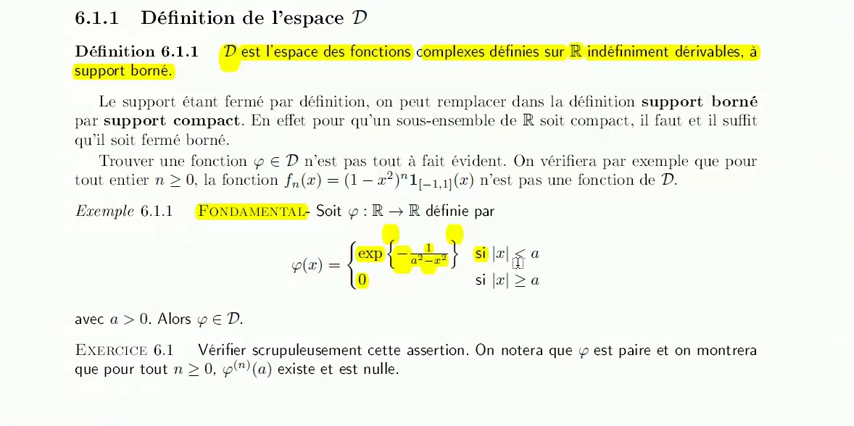 6.1.1 Définition de l'espace 𝒟
Définition 6.1.1 𝒟 est l'espace des fonctions complexes définies sur ℝ indéfiniment dérivables, à
support borné.
Le support étant fermé par définition, on peut remplacer dans la définition support borné
par support compact. En effet pour qu'un sous-ensemble de ℝ soit compact, il faut et il suffit
qu'il soit fermé borné.
Trouver une fonction φ ∈ 𝒟 n'est pas tout à fait évident. On vérifiera par exemple que pour
tout entier n ≥ 0, la fonction fₙ(x) = (1 − x²)ⁿ𝟏_{[−1,1]}(x) n'est pas une fonction de 𝒟.
Exemple 6.1.1 FONDAMENTAL- Soit φ : ℝ → ℝ définie par
φ(x) = { exp { − 1/(a²−x²) } si |x| < a
0 si |x| ≥ a
avec a > 0. Alors φ ∈ 𝒟.
EXERCICE 6.1 Vérifier scrupuleusement cette assertion. On notera que φ est paire et on montrera
que pour tout n ≥ 0, φ⁽ⁿ⁾(a) existe et est nulle.